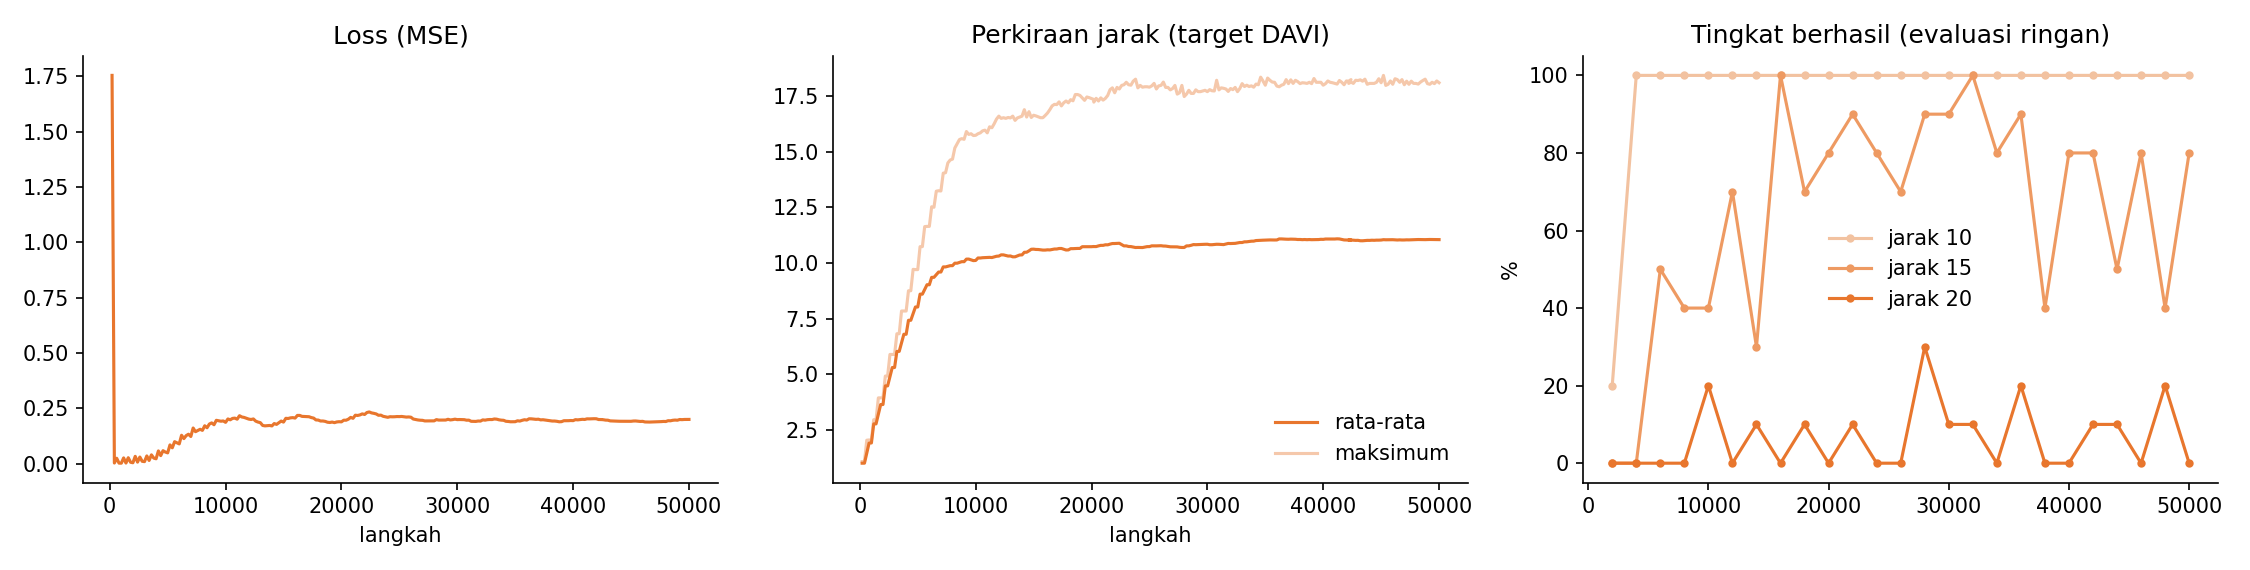 Loss (MSE)
1.75
1.50
1.25
1.00
0.75
0.50
0.25
0.00
0 10000 20000 30000 40000 50000
langkah
Perkiraan jarak (target DAVI)
17.5
15.0
12.5
10.0
7.5
5.0
2.5
rata-rata
maksimum
0 10000 20000 30000 40000 50000
langkah
Tingkat berhasil (evaluasi ringan)
%
100
80
60
40
20
0
jarak 10
jarak 15
jarak 20
0 10000 20000 30000 40000 50000